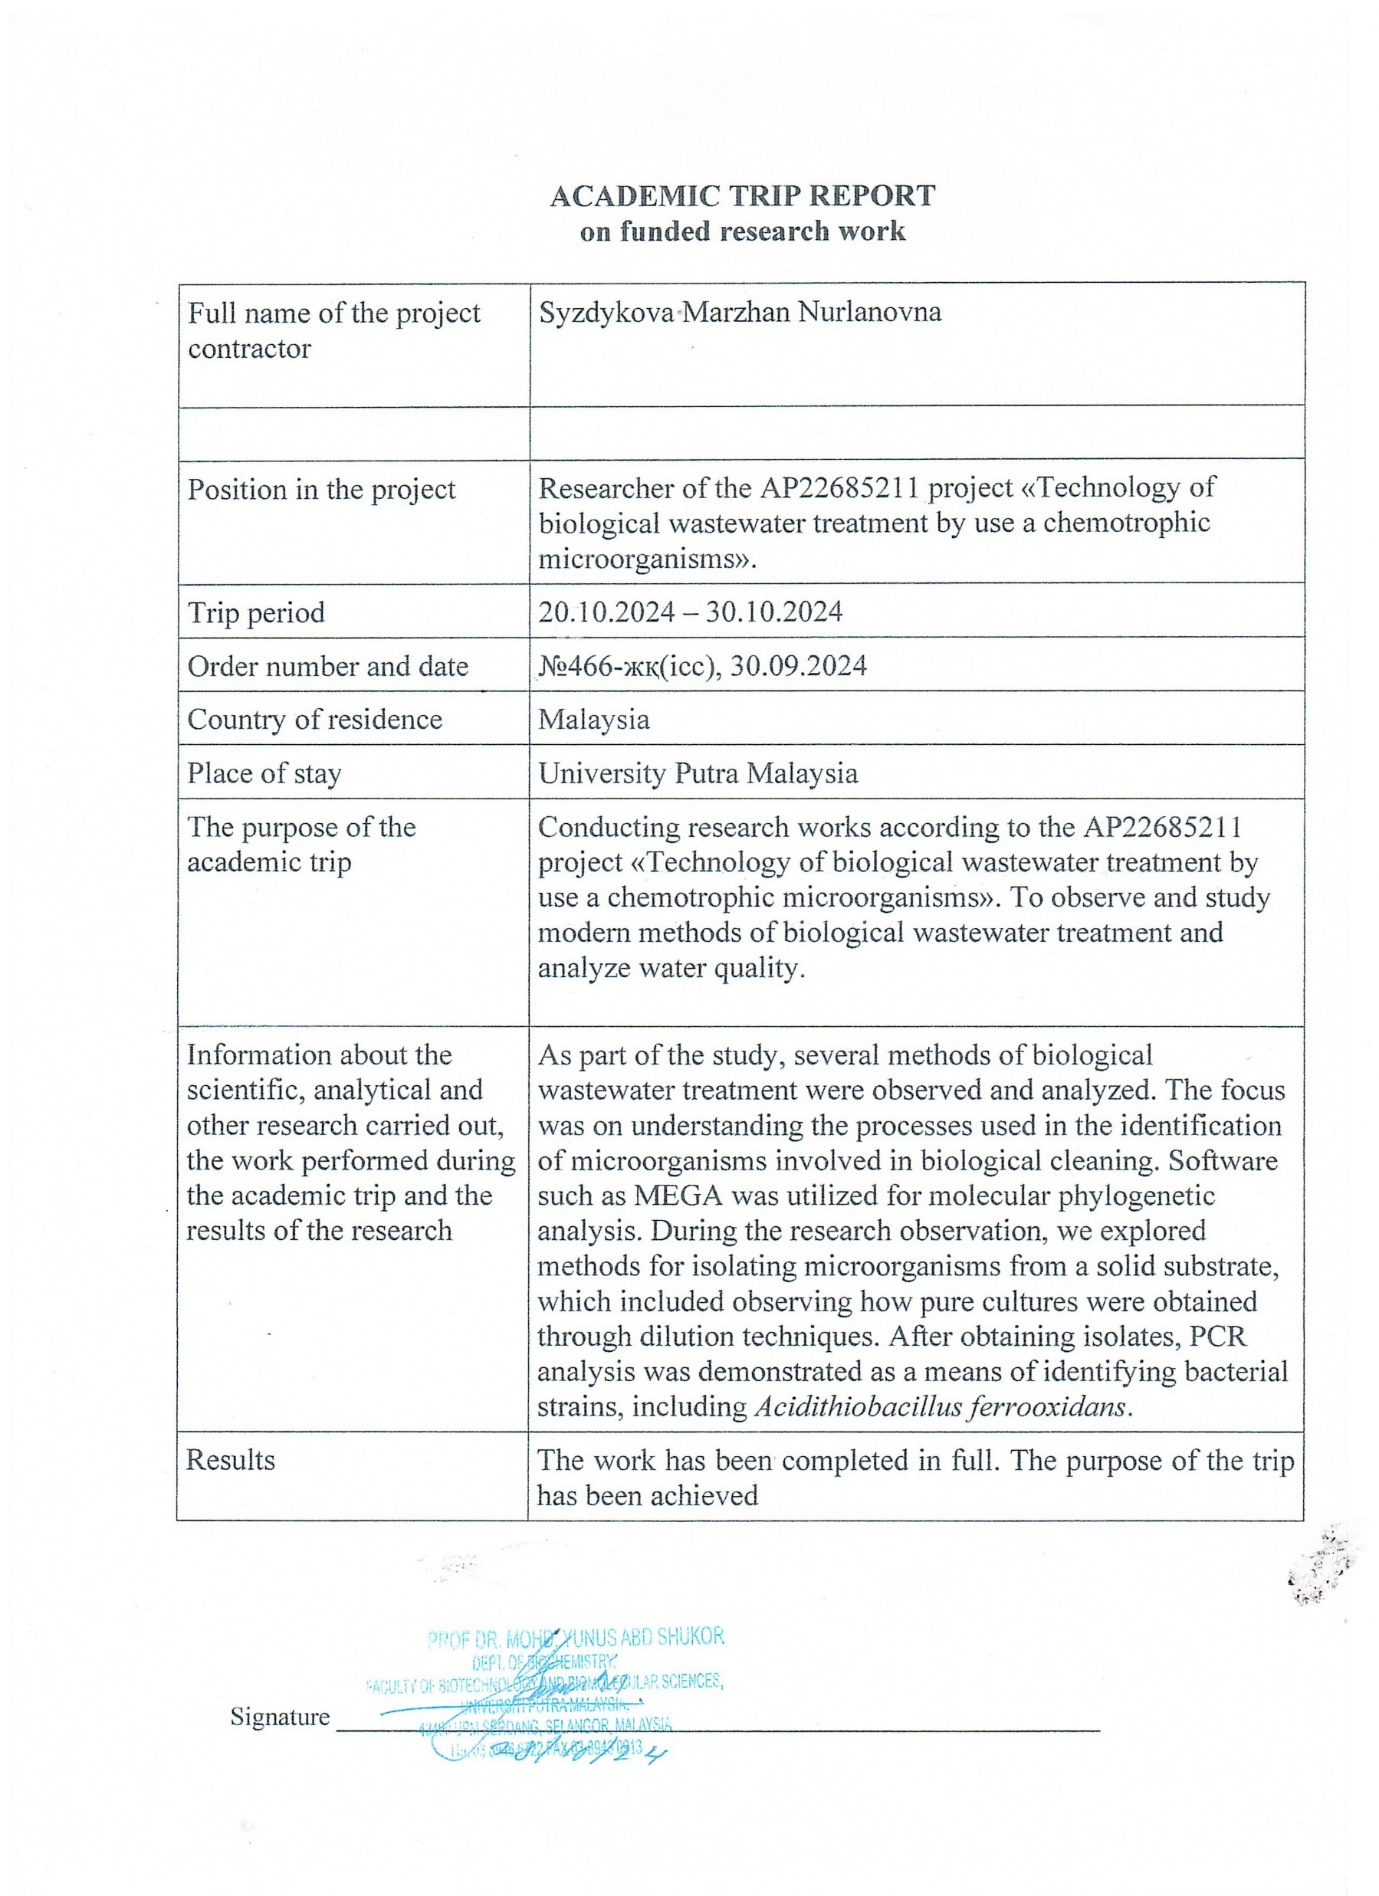 ACADEMIC TRIP REPORT
on funded research work
Full name of the project
contractor
Syzdykova Marzhan Nurlanovna
Position in the project
Researcher of the AP22685211 project «Technology of
biological wastewater treatment by use a chemotrophic
microorganisms».
Trip period
20.10.2024 – 30.10.2024
Order number and date
№466-жқ(ісс), 30.09.2024
Country of residence
Malaysia
Place of stay
University Putra Malaysia
The purpose of the
academic trip
Conducting research works according to the AP22685211
project «Technology of biological wastewater treatment by
use a chemotrophic microorganisms». To observe and study
modern methods of biological wastewater treatment and
analyze water quality.
Information about the
scientific, analytical and
other research carried out,
the work performed during
the academic trip and the
results of the research
As part of the study, several methods of biological
wastewater treatment were observed and analyzed. The focus
was on understanding the processes used in the identification
of microorganisms involved in biological cleaning. Software
such as MEGA was utilized for molecular phylogenetic
analysis. During the research observation, we explored
methods for isolating microorganisms from a solid substrate,
which included observing how pure cultures were obtained
through dilution techniques. After obtaining isolates, PCR
analysis was demonstrated as a means of identifying bacterial
strains, including Acidithiobacillus ferrooxidans.
Results
The work has been completed in full. The purpose of the trip
has been achieved
PROF DR. MOHD. YUNUS ABD SHUKOR
DEPT. OF BIOCHEMISTRY,
FACULTY OF BIOTECHNOLOGY AND BIOMOLECULAR SCIENCES,
UNIVERSITI PUTRA MALAYSIA,
UPM SERDANG, SELANGOR, MALAYSIA
Signature